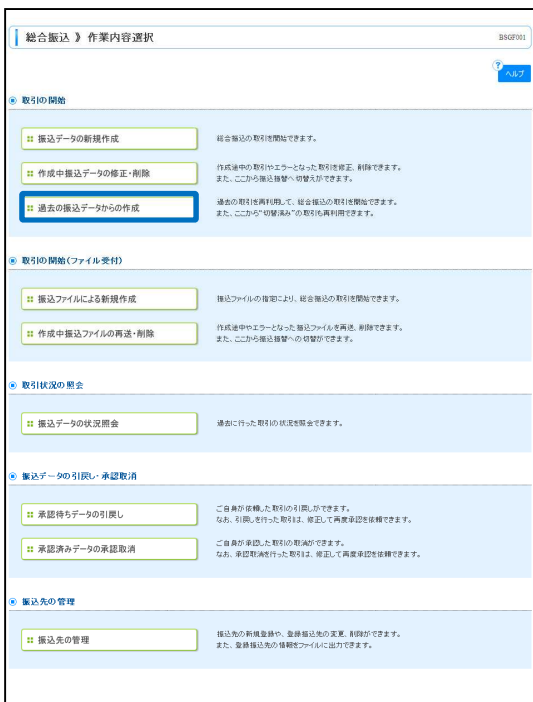 総合振込 》 作業内容選択
BSGF001
?
ヘルプ
取引の開始
振込データの新規作成
総合振込の取引を開始できます。
作成中振込データの修正・削除
作成途中の取引やエラーとなった取引を修正、削除できます。
また、ここから振込振替へ切替えができます。
過去の振込データからの作成
過去の取引を再利用して、総合振込の取引を開始できます。
また、ここから“切替済み”の取引も再利用できます。
取引の開始(ファイル受付)
振込ファイルによる新規作成
振込ファイルの指定により、総合振込の取引を開始できます。
作成中振込ファイルの再送・削除
作成途中やエラーとなった振込ファイルを再送、削除できます。
また、ここから振込振替への切替ができます。
取引状況の照会
振込データの状況照会
過去に行った取引の状況を照会できます。
振込データの引戻し・承認取消
承認待ちデータの引戻し
ご自身が依頼した取引の引戻しができます。
なお、引戻しを行った取引は、修正して再度承認を依頼できます。
承認済みデータの承認取消
ご自身が承認した取引の取消ができます。
なお、承認取消を行った取引は、修正して再度承認を依頼できます。
振込先の管理
振込先の管理
振込先の新規登録や、登録振込先の変更、削除ができます。
また、登録振込先の情報をファイルに出力できます。